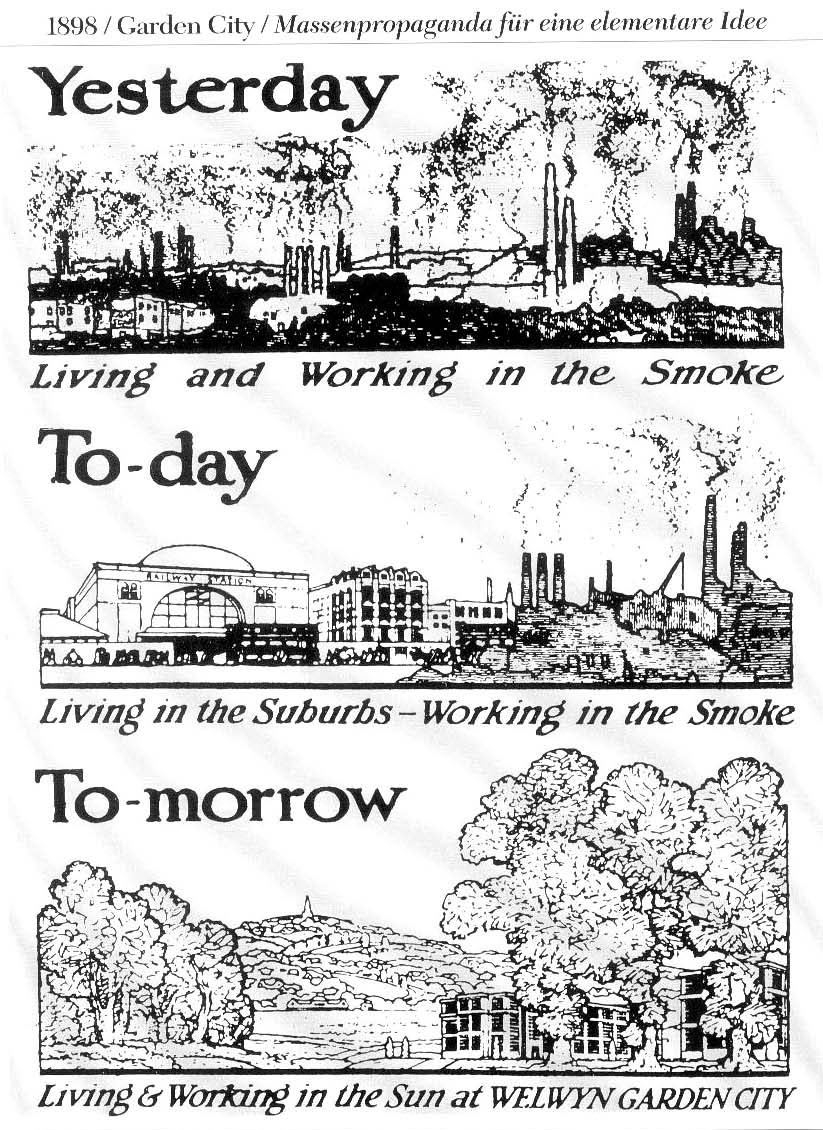 1898 / Garden City / Massenpropaganda für eine elementare Idee
Yesterday
Living and Working in the Smoke
To-day
RAILWAY STATION
Living in the Suburbs – Working in the Smoke
To-morrow
Living & Working in the Sun at WELWYN GARDEN CITY